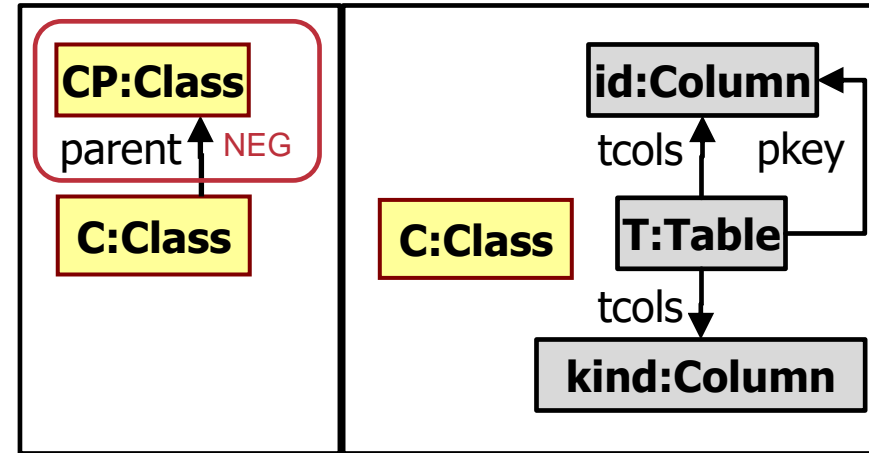 CP:Class
parent NEG
C:Class
C:Class
id:Column
tcols pkey
T:Table
tcols
kind:Column